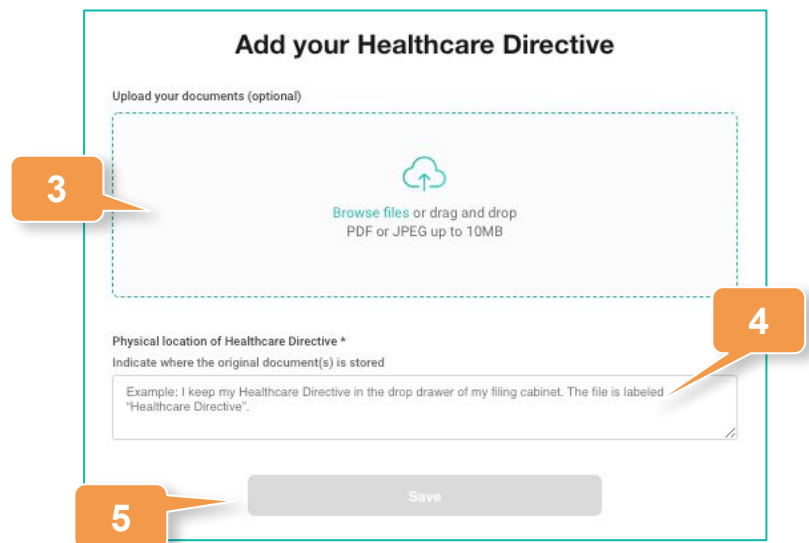 Add your Healthcare Directive
Upload your documents (optional)
3
Browse files or drag and drop
PDF or JPEG up to 10MB
4
Physical location of Healthcare Directive *
Indicate where the original document(s) is stored
Example: I keep my Healthcare Directive in the drop drawer of my filing cabinet. The file is labeled
"Healthcare Directive".
Save
5